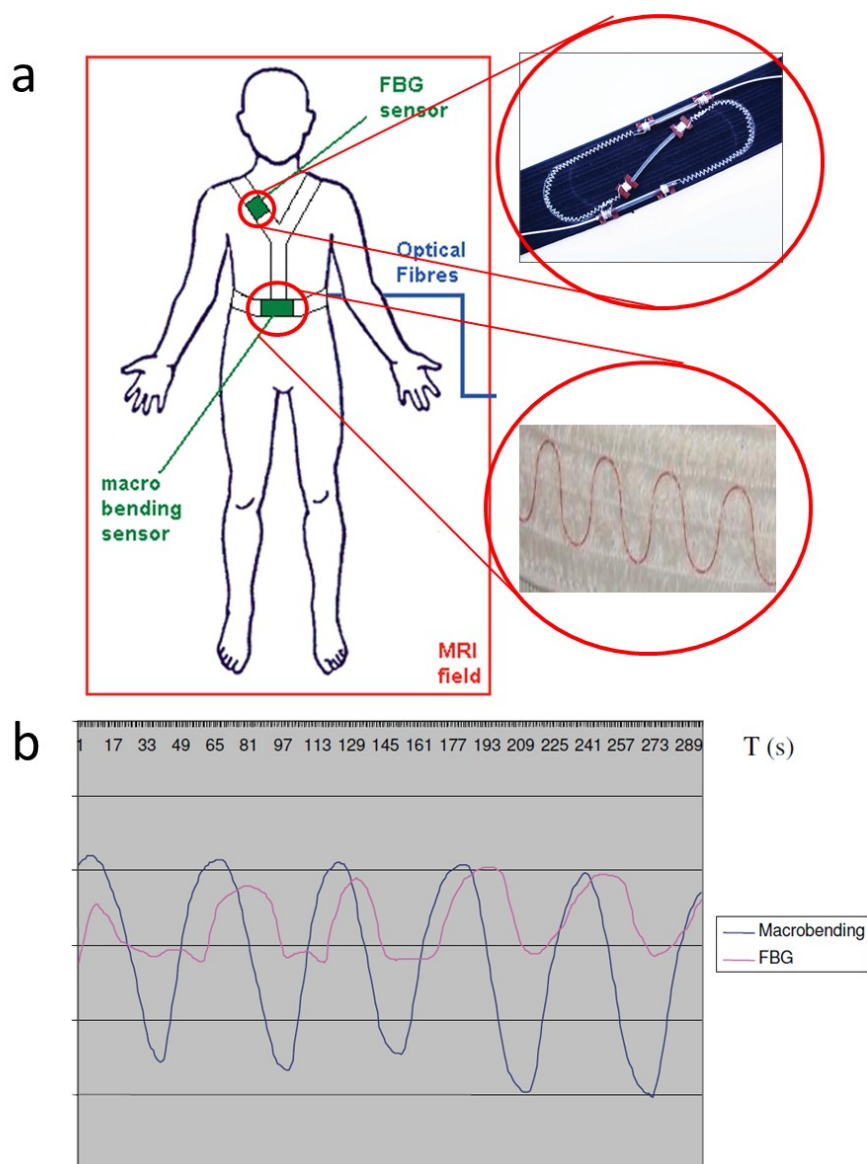 a
FBG
sensor
Optical
Fibres
macro
bending
sensor
MRI
field
b
1 17 33 49 65 81 97 113 129 145 161 177 193 209 225 241 257 273 289
T (s)
Macrobending
FBG